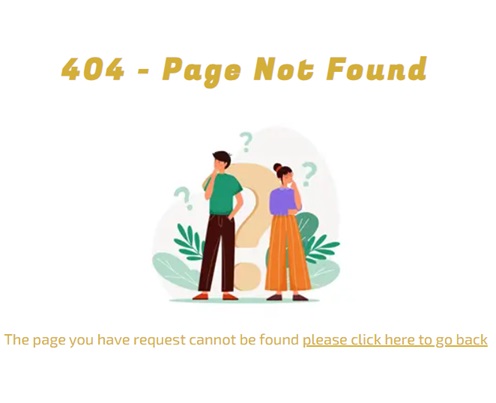 404 - Page Not Found
? ? ?
?
The page you have request cannot be found please click here to go back